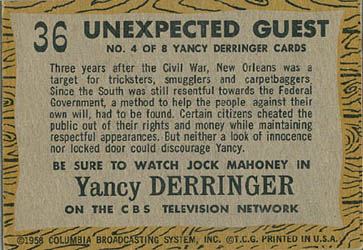 36 UNEXPECTED GUEST
NO. 4 OF 8 YANCY DERRINGER CARDS
Three years after the Civil War, New Orleans was a
target for tricksters, smugglers and carpetbaggers.
Since the South was still resentful towards the Federal
Government, a method to help the people against their
own will, had to be found. Certain citizens cheated the
public out of their rights and money while maintaining
respectful appearances. But neither a look of innocence
nor locked door could discourage Yancy.
BE SURE TO WATCH JOCK MAHONEY IN
Yancy DERRINGER
ON THE CBS TELEVISION NETWORK
©1958 COLUMBIA BROADCASTING SYSTEM, INC. ©T.C.G. PRINTED IN U.S.A.